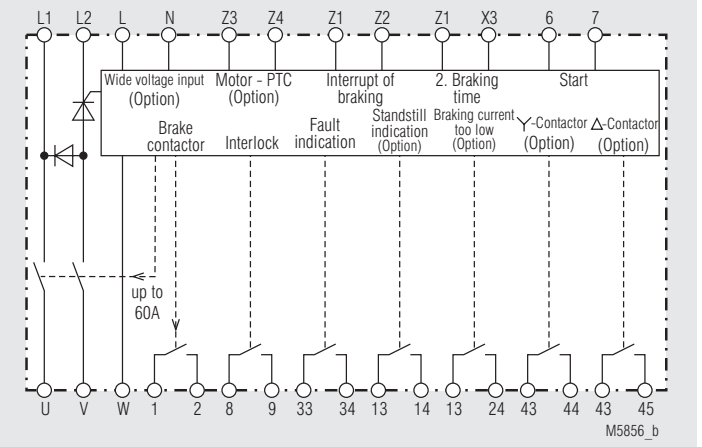 L1 L2 L N Z3 Z4 Z1 Z2 Z1 X3 6 7
Wide voltage input Motor - PTC Interrupt of 2. Braking Start
(Option) (Option) braking time
Brake contactor
Interlock
Fault indication
Standstill indication (Option)
Braking current too low (Option)
-Contactor (Option)
-Contactor (Option)
up to
60A
U V W 1 2 8 9 33 34 13 14 13 24 43 44 43 45
M5856_b